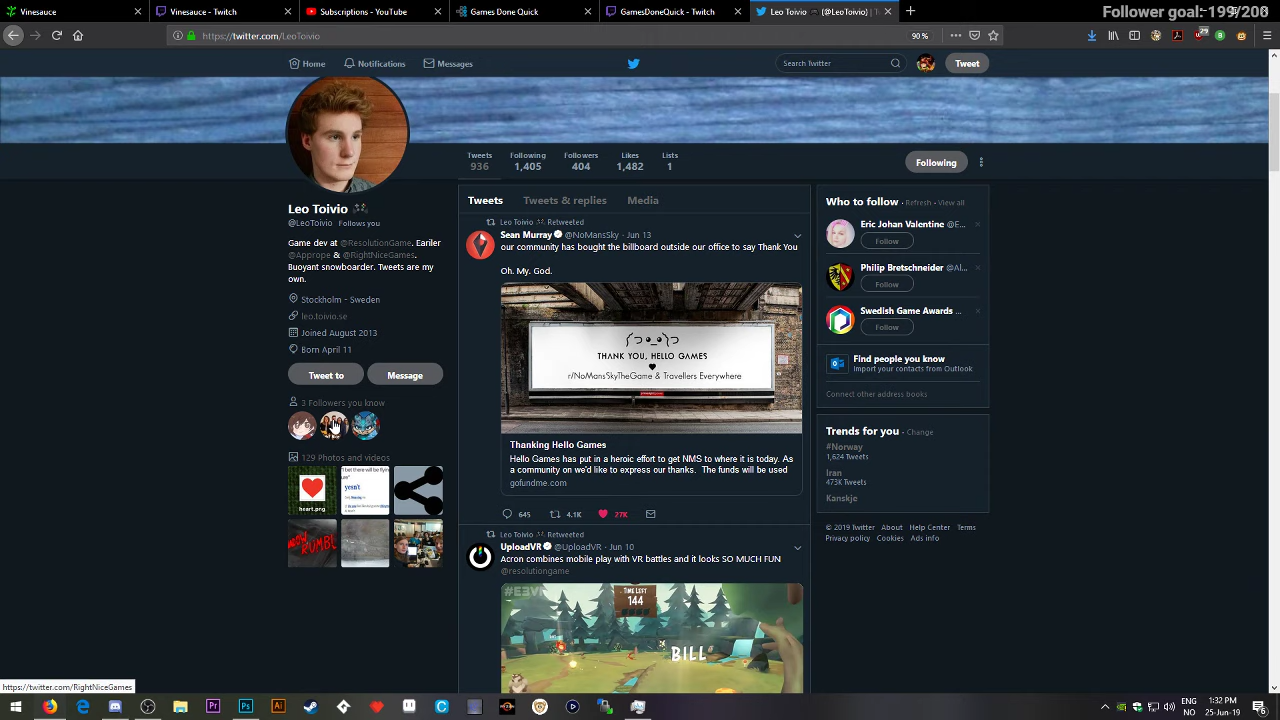 Vinesauce
Vinesauce - Twitch
Subscriptions - YouTube
Games Done Quick
GamesDoneQuick - Twitch
Leo Toivio (@LeoToivio) | T
Follower goal: 199/200
https://twitter.com/LeoToivio
90%
29
Home
Notifications
Messages
Search Twitter
Tweet
Tweets
936
Following
1,405
Followers
404
Likes
1,482
Lists
1
Following
Leo Toivio
@LeoToivio Follows you
Game dev at @ResolutionGame. Eariler
@Apprope & @RightNiceGames.
Buoyant snowboarder. Tweets are my
own.
Stockholm - Sweden
leo.toivio.se
Joined August 2013
Born April 11
Tweet to
Message
3 Followers you know
129 Photos and videos
heart.png
yesn't
Tweets
Tweets & replies
Media
Leo Toivio Retweeted
Sean Murray @NoMansSky · Jun 13
our community has bought the billboard outside our office to say Thank You
Oh. My. God.
THANK YOU, HELLO GAMES
r/NoMansSkyTheGame & Travellers Everywhere
Thanking Hello Games
Hello Games has put in a heroic effort to get NMS to where it is today. As
a community on we'd like to express our thanks. The funds will be used
gofundme.com
645
4.1K
27K
Leo Toivio Retweeted
UploadVR @UploadVR · Jun 10
Acron combines mobile play with VR battles and it looks SO MUCH FUN
@resolutiongame
#E3VR
TIME LEFT
144
BILL
Who to follow · Refresh · View all
Eric Johan Valentine @E...
Follow
Philip Bretschneider @Al...
Follow
Swedish Game Awards ...
Follow
Find people you know
Import your contacts from Outlook
Connect other address books
Trends for you · Change
#Norway
1,624 Tweets
Iran
473K Tweets
Kanskje
© 2019 Twitter About Help Center Terms
Privacy policy Cookies Ads info
https://twitter.com/RightNiceGames
ENG
NO
1:32 PM
25-Jun-19